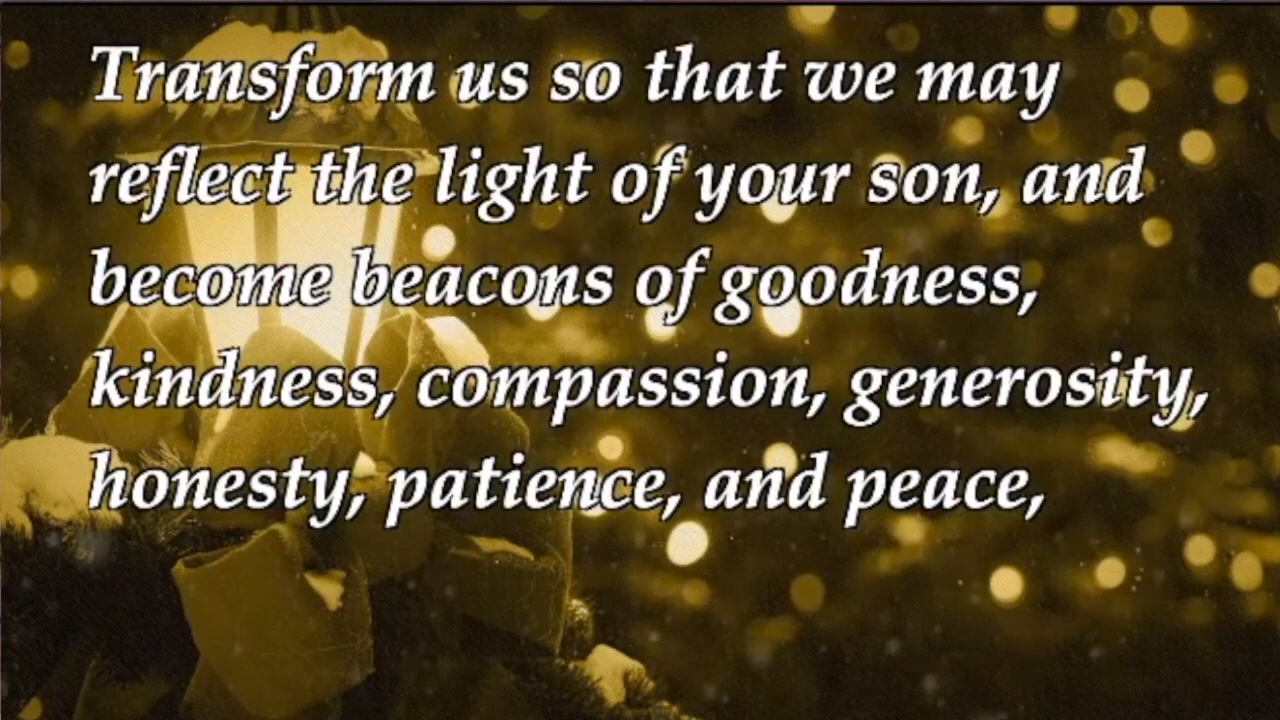 Transform us so that we may
reflect the light of your son, and
become beacons of goodness,
kindness, compassion, generosity,
honesty, patience, and peace,